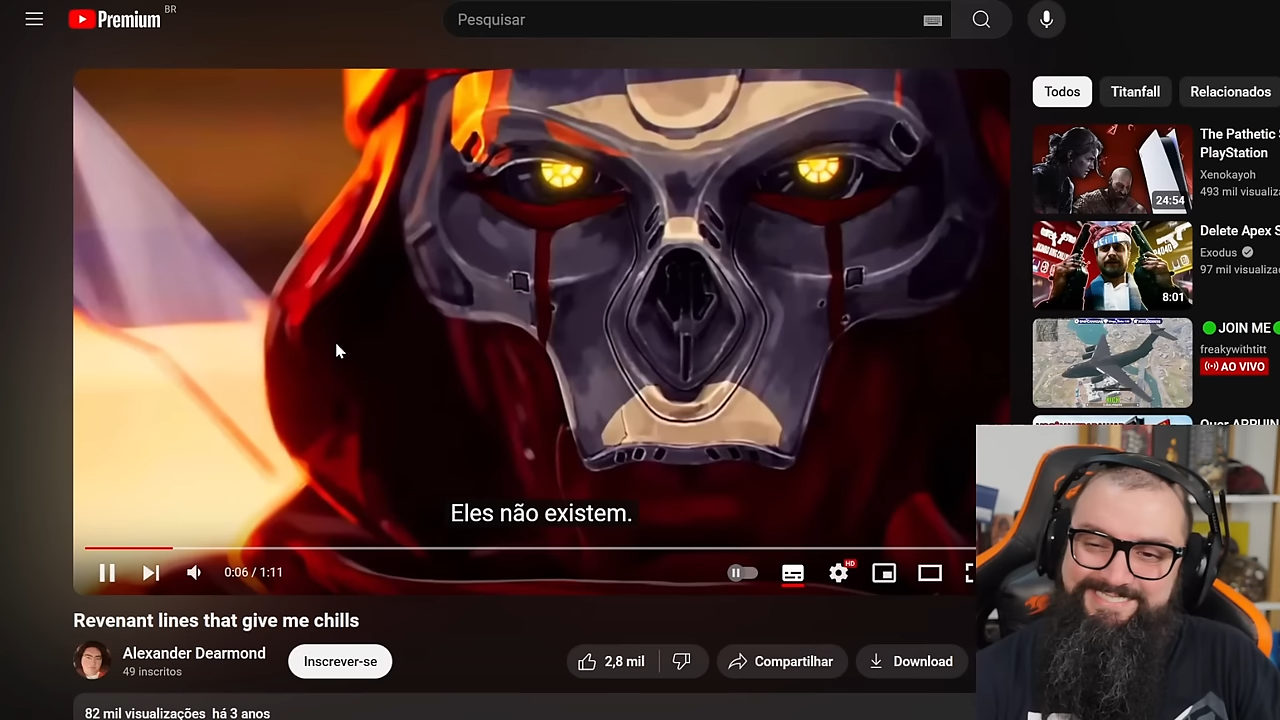 Premium BR
Pesquisar
Todos
Titanfall
Relacionados
The Pathetic
PlayStation
Xenokayoh
493 mil visualiza
24:54
Delete Apex S
Exodus
97 mil visualiza
8:01
JOIN ME
freakywithtitt
AO VIVO
Eles não existem.
0:06 / 1:11
HD
Revenant lines that give me chills
Alexander Dearmond
49 inscritos
Inscrever-se
2,8 mil
Compartilhar
Download
82 mil visualizações há 3 anos